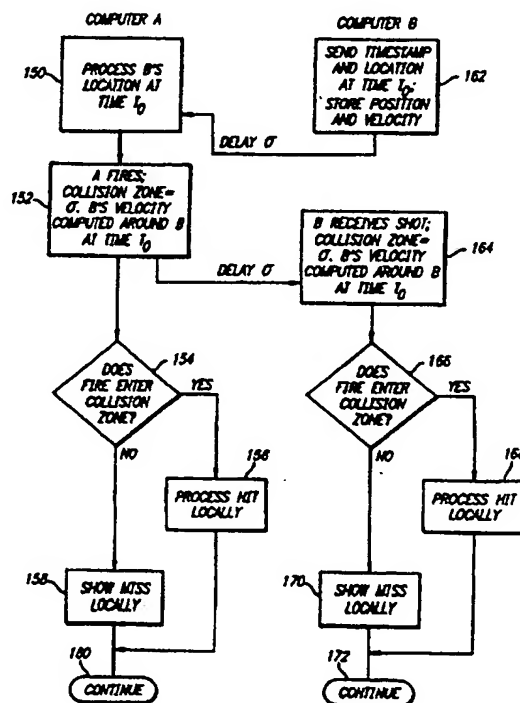 COMPUTER A
COMPUTER B
150
PROCESS B'S
LOCATION AT
TIME T0
SEND TIMESTAMP
AND LOCATION
AT TIME T0;
STORE POSITION
AND VELOCITY
162
DELAY σ
152
A FIRES;
COLLISION ZONE=
σ. B'S VELOCITY
COMPUTED AROUND B
AT TIME T0
DELAY σ
B RECEIVES SHOT;
COLLISION ZONE=
σ. B'S VELOCITY
COMPUTED AROUND B
AT TIME T0
164
154
DOES
FIRE ENTER
COLLISION
ZONE?
YES
NO
166
DOES
FIRE ENTER
COLLISION
ZONE?
YES
NO
156
PROCESS HIT
LOCALLY
168
PROCESS HIT
LOCALLY
158
SHOW MISS
LOCALLY
170
SHOW MISS
LOCALLY
180
CONTINUE
172
CONTINUE